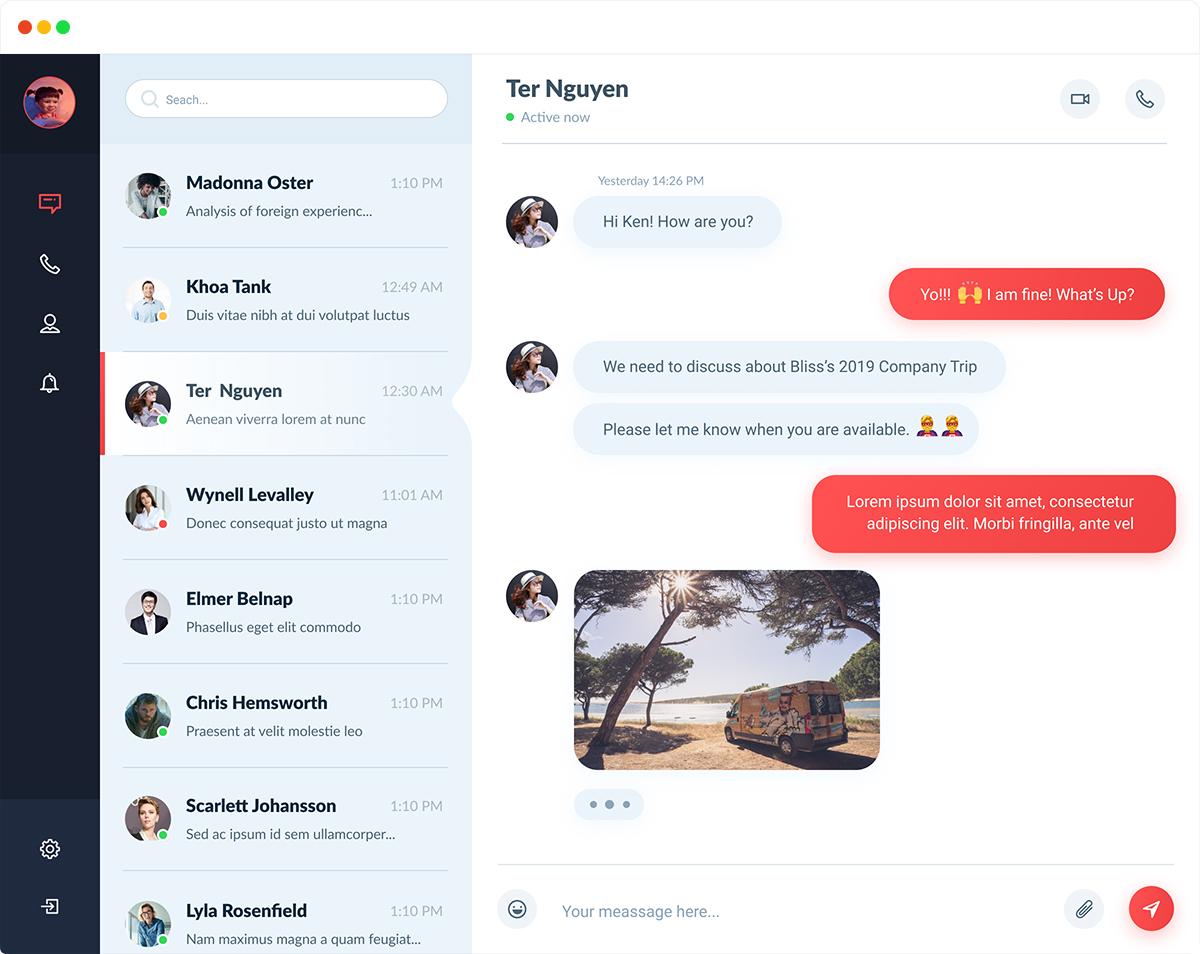 Seach...
Madonna Oster 1:10 PM
Analysis of foreign experienc...
Khoa Tank 12:49 AM
Duis vitae nibh at dui volutpat luctus
Ter Nguyen 12:30 AM
Aenean viverra lorem at nunc
Wynell Levalley 11:01 AM
Donec consequat justo ut magna
Elmer Belnap 1:10 PM
Phasellus eget elit commodo
Chris Hemsworth 1:10 PM
Praesent at velit molestie leo
Scarlett Johansson 1:10 PM
Sed ac ipsum id sem ullamcorper...
Lyla Rosenfield 1:10 PM
Nam maximus magna a quam feugiat...
Ter Nguyen
Active now
Yesterday 14:26 PM
Hi Ken! How are you?
Yo!!! 🙌 I am fine! What’s Up?
We need to discuss about Bliss’s 2019 Company Trip
Please let me know when you are available. 🦹‍♀️🦹‍♀️
Lorem ipsum dolor sit amet, consectetur
adipiscing elit. Morbi fringilla, ante vel
Your meassage here...